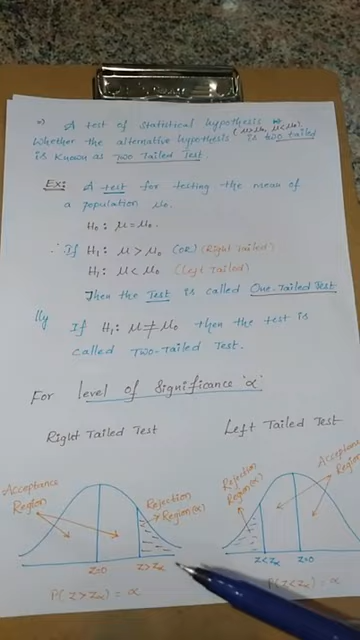 *) A test of statistical hypothesis
Whether the alternative hypothesis (μ>μ₀, μ<μ₀) is two tailed
is known as Two Tailed Test.
Ex: A test for testing the mean of
a population μ₀.
H₀: μ = μ₀.
∴ If H₁: μ > μ₀ (OR) (Right Tailed)
H₁: μ < μ₀ (Left Tailed)
Then the Test is called One-Tailed Test
lly If H₁: μ ≠ μ₀ then the test is
called Two-Tailed Test.
For level of Significance 'α'
Right Tailed Test
Left Tailed Test
Acceptance
Region
Rejection
Region(α)
z=0
z>zα
P(z>zα) = α
Rejection
Region(α)
Acceptance
Region
z<zα
z=0
P(z<zα) = α